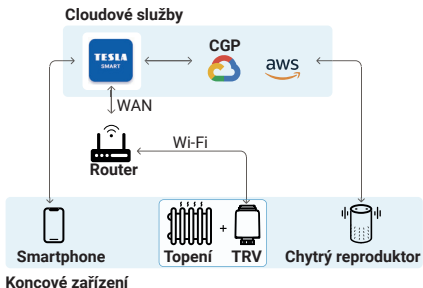 Cloudové služby
TESLA
SMART
CGP
aws
WAN
Wi-Fi
Router
+
Smartphone
Topení
TRV
Chytrý reproduktor
Koncové zařízení